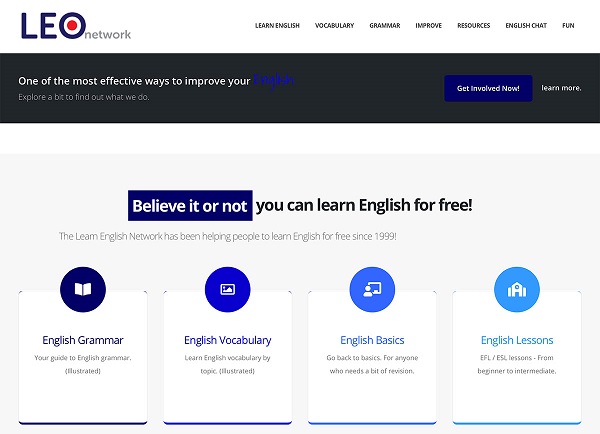 LEO network
LEARN ENGLISH VOCABULARY GRAMMAR IMPROVE RESOURCES ENGLISH CHAT FUN
One of the most effective ways to improve your English
Explore a bit to find out what we do.
Get Involved Now! learn more.
Believe it or not you can learn English for free!
The Learn English Network has been helping people to learn English for free since 1999!
English Grammar
Your guide to English grammar.
(Illustrated)
English Vocabulary
Learn English vocabulary by
topic. (Illustrated)
English Basics
Go back to basics. For anyone
who needs a bit of revision.
English Lessons
EFL / ESL lessons - From
beginner to intermediate.